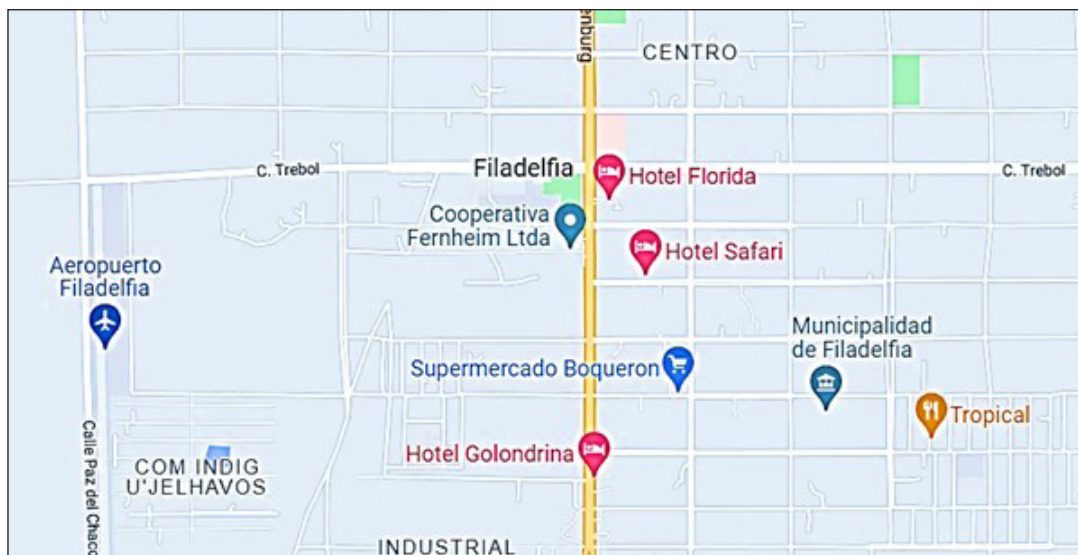 enburg
CENTRO
C. Trebol
Filadelfia
Hotel Florida
C. Trebol
Cooperativa
Fernheim Ltda
Hotel Safari
Aeropuerto
Filadelfia
Municipalidad
de Filadelfia
Supermercado Boqueron
Tropical
Hotel Golondrina
Calle Paz del Chaco
COM INDIG
U'JELHAVOS
INDUSTRIAL